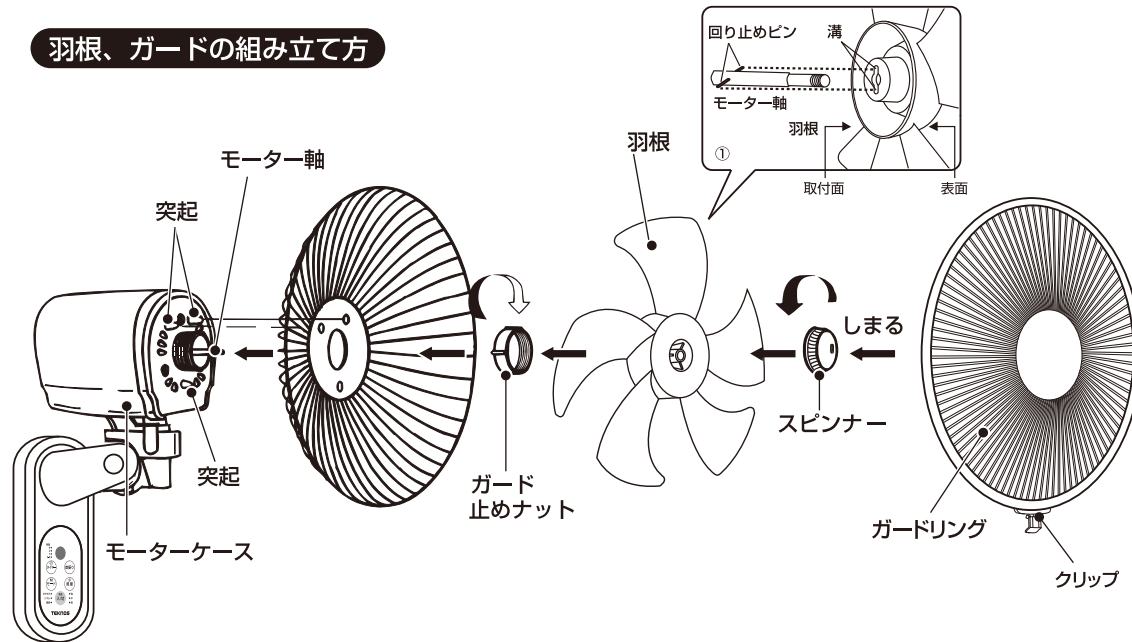 羽根、ガードの組み立て方
回り止めピン
溝
モーター軸
羽根
①
取付面
表面
モーター軸
突起
羽根
しまる
スピンナー
突起
ガード
止めナット
ガードリング
モーターケース
クリップ
TEKNOS